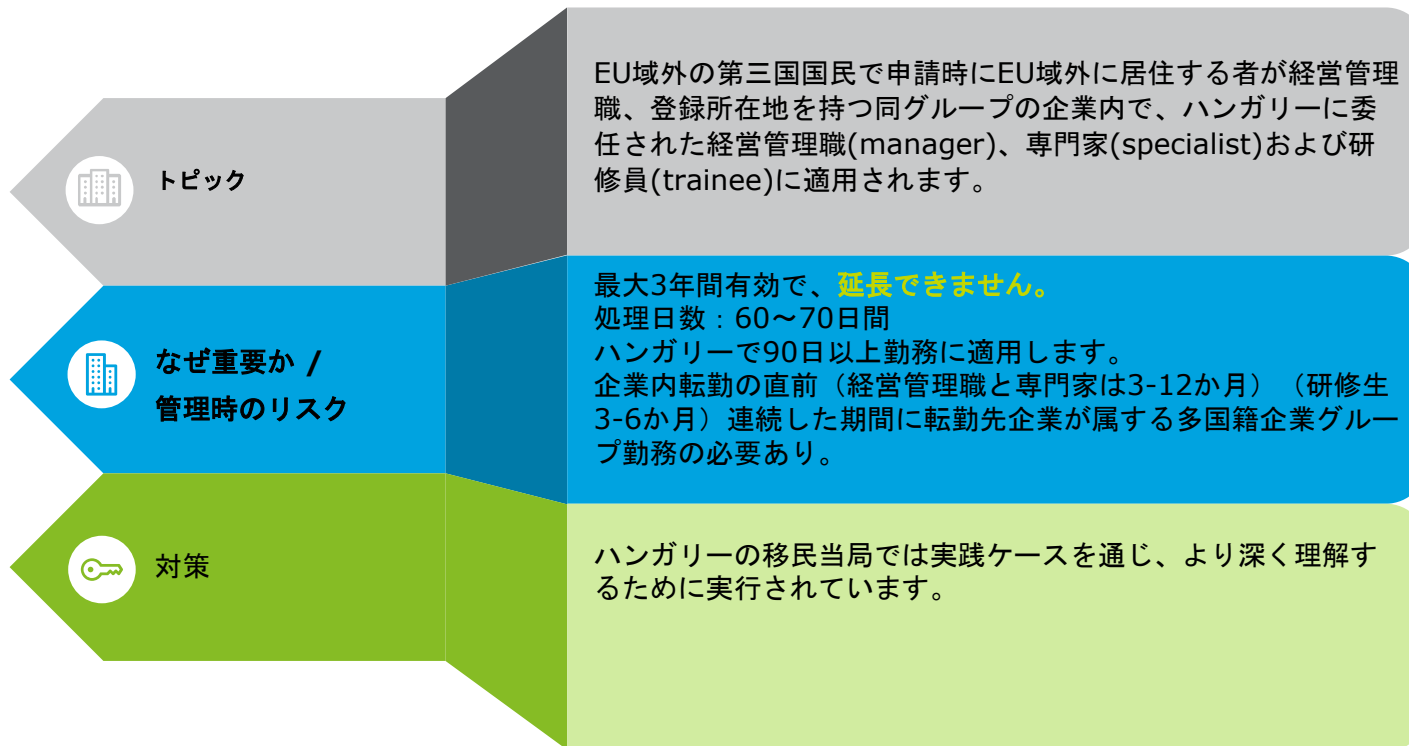 トピック
EU域外の第三国国民で申請時にEU域外に居住する者が経営管理
職、登録所在地を持つ同グループの企業内で、ハンガリーに委
任された経営管理職(manager)、専門家(specialist)および研
修員(trainee)に適用されます。
なぜ重要か /
管理時のリスク
最大3年間有効で、延長できません。
処理日数：60～70日間
ハンガリーで90日以上勤務に適用します。
企業内転勤の直前（経営管理職と専門家は3-12か月）（研修生
3-6か月）連続した期間に転勤先企業が属する多国籍企業グルー
プ勤務の必要あり。
対策
ハンガリーの移民当局では実践ケースを通じ、より深く理解す
るために実行されています。